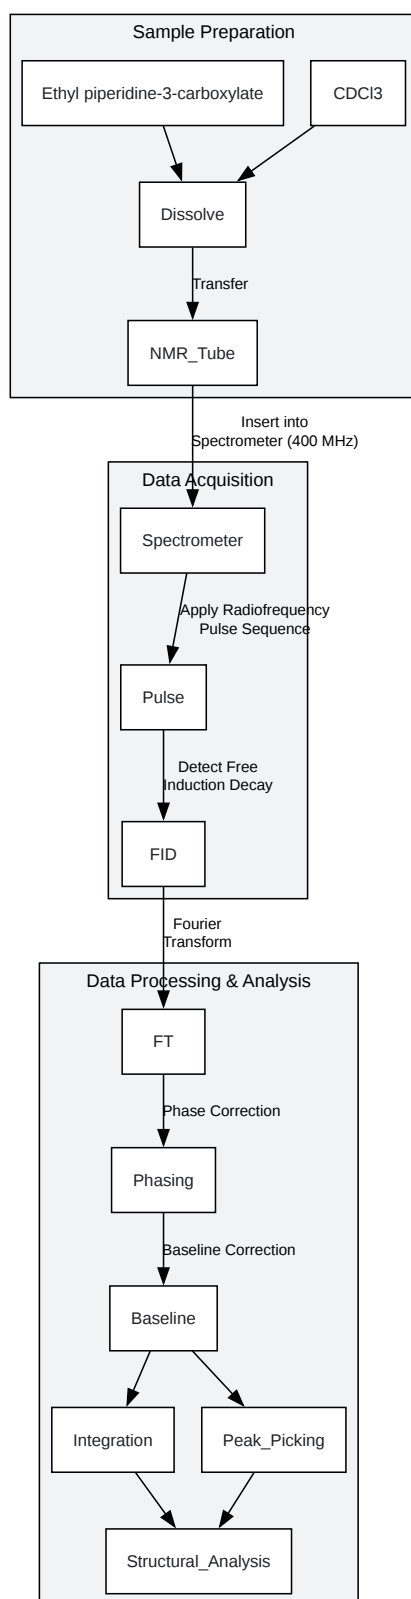 Sample Preparation
Ethyl piperidine-3-carboxylate
CDCl3
Dissolve
Transfer
NMR_Tube
Insert into
Spectrometer (400 MHz)
Data Acquisition
Spectrometer
Apply Radiofrequency
Pulse Sequence
Pulse
Detect Free
Induction Decay
FID
Fourier
Transform
Data Processing & Analysis
FT
Phase Correction
Phasing
Baseline Correction
Baseline
Integration
Peak_Picking
Structural_Analysis